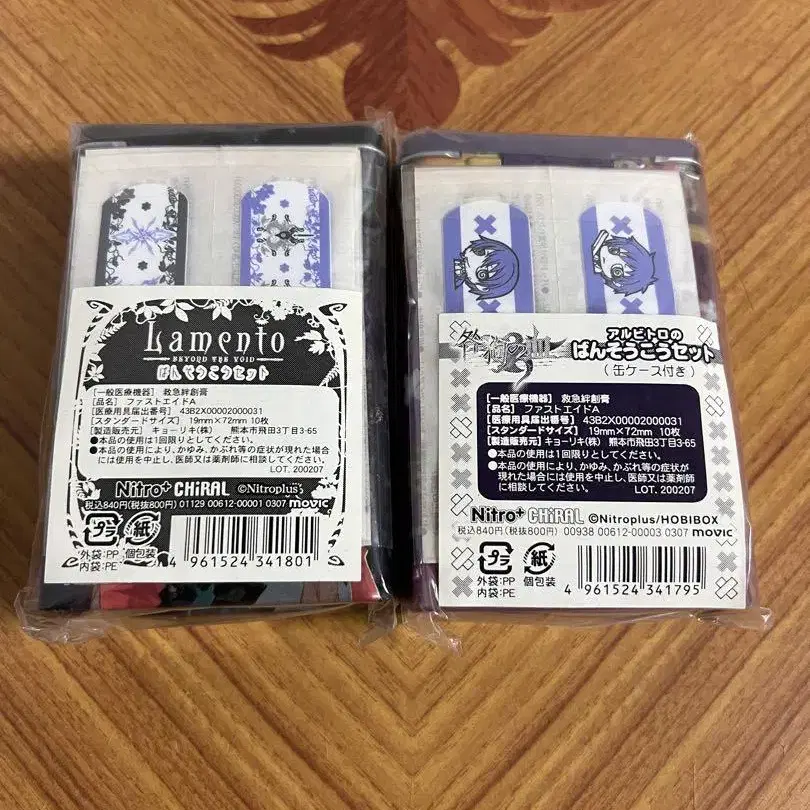 Lamento
BEYOND THE VOID
ばんそうこうセット
[一般医療機器] 救急絆創膏
[品名] ファストエイドA
[医療用具届出番号] 43B2X00002000031
[スタンダードサイズ] 19mm×72mm 10枚
[製造販売元] キョーリキ(株) 熊本市飛田3丁目3-65
●本品の使用は1回限りとしてください。
●本品の使用により、かゆみ、かぶれ等の症状が現れた場合
には使用を中止し、医師又は薬剤師に相談してください。
LOT. 200207
Nitro+ CHiRAL ©Nitroplus
税込840円(税抜800円) 01129 00612-00001 0307 movic
プラ 紙
外袋:PP 個包装
内袋:PE
4 961524 341801
咎狗の血
アルビトロの
ばんそうこうセット
(缶ケース付き)
[一般医療機器] 救急絆創膏
[品名] ファストエイドA
[医療用具届出番号] 43B2X00002000031
[スタンダードサイズ] 19mm×72mm 10枚
[製造販売元] キョーリキ(株) 熊本市飛田3丁目3-65
●本品の使用は1回限りとしてください。
●本品の使用により、かゆみ、かぶれ等の症状が
現れた場合には使用を中止し、医師又は薬剤師
に相談してください。
LOT. 200207
Nitro+ CHiRAL ©Nitroplus/HOBIBOX
税込840円(税抜800円) 00938 00612-00003 0307 movic
プラ 紙
外袋:PP 個包装
内袋:PE
4 961524 341795